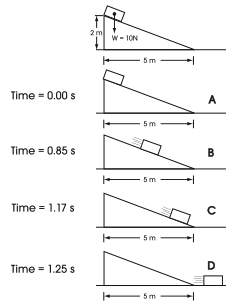 2 m
W = 10N
5 m
Time = 0.00 s
A
5 m
Time = 0.85 s
B
5 m
Time = 1.17 s
C
5 m
Time = 1.25 s
D
5 m